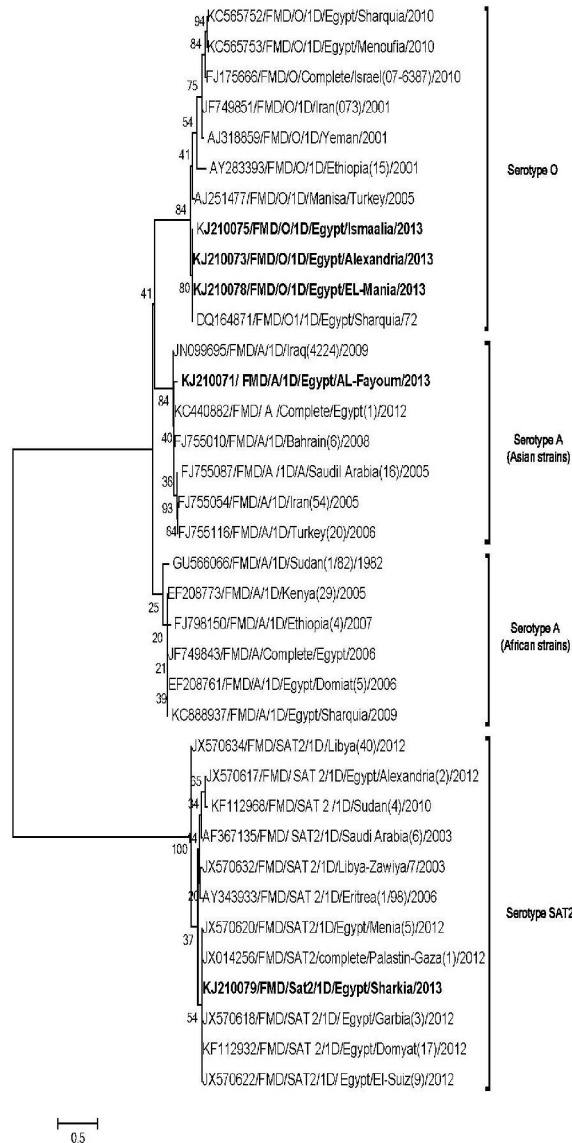 94
KC565752/FMD/O/1D/Egypt/Sharquia/2010
84
KC565753/FMD/O/1D/Egypt/Menoufia/2010
FJ175666/FMD/O/Complete/Israel(07-6387)/2010
75
JF749851/FMD/O/1D/Iran(073)/2001
54
AJ318859/FMD/O/1D/Yeman/2001
41
AY283393/FMD/O/1D/Ethiopia(15)/2001
Serotype O
AJ251477/FMD/O/1D/Manisa/Turkey/2005
84
KJ210075/FMD/O/1D/Egypt/Ismaalia/2013
KJ210073/FMD/O/1D/Egypt/Alexandria/2013
80
KJ210078/FMD/O/1D/Egypt/EL-Mania/2013
41
DQ164871/FMD/O1/1D/Egypt/Sharquia/72
JN099695/FMD/A/1D/Iraq(4224)/2009
KJ210071/ FMD/A/1D/Egypt/AL-Fayoum/2013
84
KC440882/FMD/ A /Complete/Egypt(1)/2012
40
FJ755010/FMD/A/1D/Bahrain(6)/2008
Serotype A
(Asian strains)
36
FJ755087/FMD/A /1D/A/Saudil Arabia(16)/2005
93
FJ755054/FMD/A/1D/Iran(54)/2005
64
FJ755116/FMD/A/1D/Turkey(20)/2006
GU566066/FMD/A/1D/Sudan(1/82)/1982
25
EF208773/FMD/A/1D/Kenya(29)/2005
20
FJ798150/FMD/A/1D/Ethiopia(4)/2007
Serotype A
(African strains)
21
JF749843/FMD/A/Complete/Egypt/2006
39
EF208761/FMD/A/1D/Egypt/Domiat(5)/2006
KC888937/FMD/A/1D/Egypt/Sharquia/2009
JX570634/FMD/SAT2/1D/Libya(40)/2012
65
JX570617/FMD/ SAT 2/1D/Egypt/Alexandria(2)/2012
34
KF112968/FMD/SAT 2 /1D/Sudan(4)/2010
AF367135/FMD/ SAT2/1D/Saudi Arabia(6)/2003
100
JX570632/FMD/SAT2/1D/Libya-Zawiya/7/2003
AY343933/FMD/SAT2/1D/Eritrea(1/98)/2006
Serotype SAT2
37
JX570620/FMD/SAT2/1D/Egypt/Menia(5)/2012
JX014256/FMD/SAT2/complete/Palastin-Gaza(1)/2012
KJ210079/FMD/Sat2/1D/Egypt/Sharkia/2013
54
JX570618/FMD/SAT 2/1D/ Egypt/Garbia(3)/2012
KF112932/FMD/SAT 2/1D/Egypt/Domyat(17)/2012
JX570622/FMD/SAT2/1D/ Egypt/El-Suiz(9)/2012
0.5